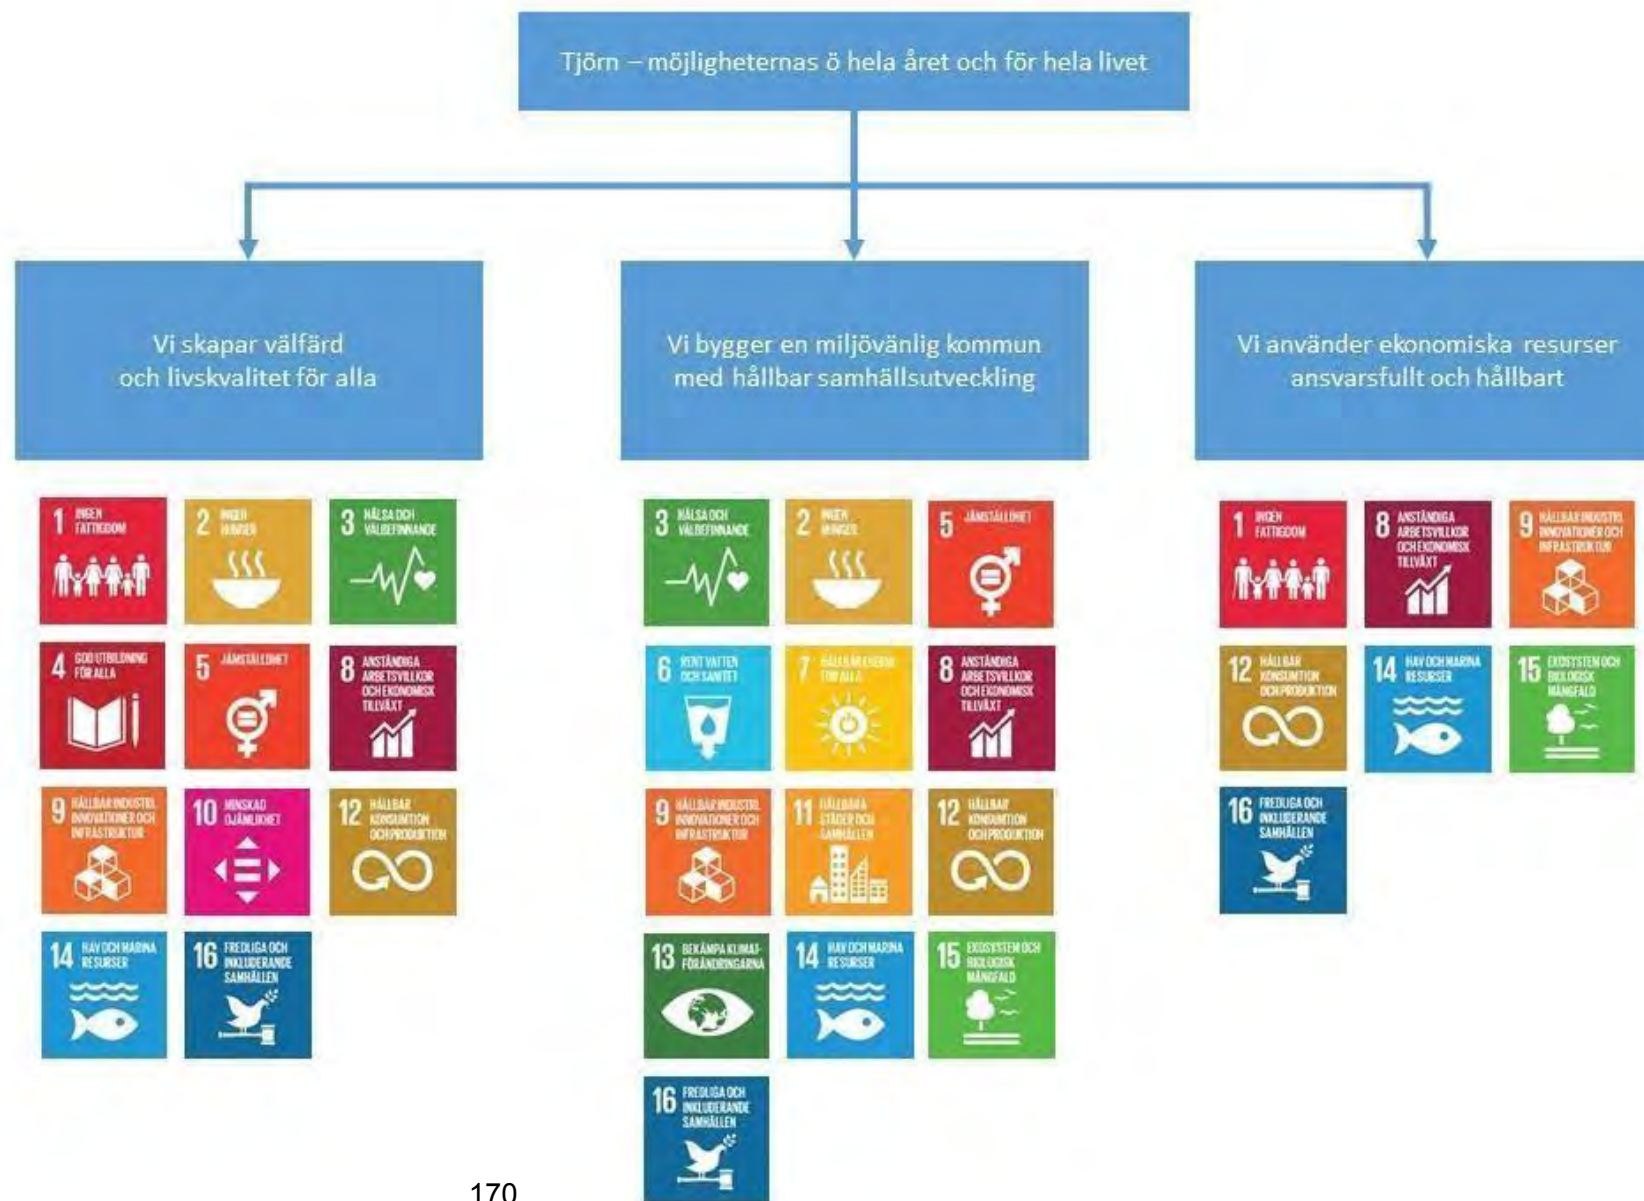 Tjörn – möjligheternas ö hela året och för hela livet
Vi skapar välfärd
och livskvalitet för alla
Vi bygger en miljövänlig kommun
med hållbar samhällsutveckling
Vi använder ekonomiska resurser
ansvarsfullt och hållbart
1 INGEN
FATTIGDOM
2 INGEN
HUNGER
3 HÄLSA OCH
VÄLBEFINNANDE
4 GOD UTBILDNING
FÖR ALLA
5 JÄMSTÄLLDHET
8 ANSTÄNDIGA
ARBETSVILLKOR
OCH EKONOMISK
TILLVÄXT
9 HÅLLBAR INDUSTRI,
INNOVATIONER OCH
INFRASTRUKTUR
10 MINSKAD
OJÄMLIKHET
12 HÅLLBAR
KONSUMTION
OCH PRODUKTION
14 HAV OCH MARINA
RESURSER
16 FREDLIGA OCH
INKLUDERANDE
SAMHÄLLEN
3 HÄLSA OCH
VÄLBEFINNANDE
2 INGEN
HUNGER
5 JÄMSTÄLLDHET
6 RENT VATTEN
OCH SANITET
7 HÅLLBAR ENERGI
FÖR ALLA
8 ANSTÄNDIGA
ARBETSVILLKOR
OCH EKONOMISK
TILLVÄXT
9 HÅLLBAR INDUSTRI,
INNOVATIONER OCH
INFRASTRUKTUR
11 HÅLLBARA
STÄDER OCH
SAMHÄLLEN
12 HÅLLBAR
KONSUMTION
OCH PRODUKTION
13 BEKÄMPA KLIMAT-
FÖRÄNDRINGARNA
14 HAV OCH MARINA
RESURSER
15 EKOSYSTEM OCH
BIOLOGISK
MÅNGFALD
16 FREDLIGA OCH
INKLUDERANDE
SAMHÄLLEN
1 INGEN
FATTIGDOM
8 ANSTÄNDIGA
ARBETSVILLKOR
OCH EKONOMISK
TILLVÄXT
9 HÅLLBAR INDUSTRI,
INNOVATIONER OCH
INFRASTRUKTUR
12 HÅLLBAR
KONSUMTION
OCH PRODUKTION
14 HAV OCH MARINA
RESURSER
15 EKOSYSTEM OCH
BIOLOGISK
MÅNGFALD
16 FREDLIGA OCH
INKLUDERANDE
SAMHÄLLEN
170